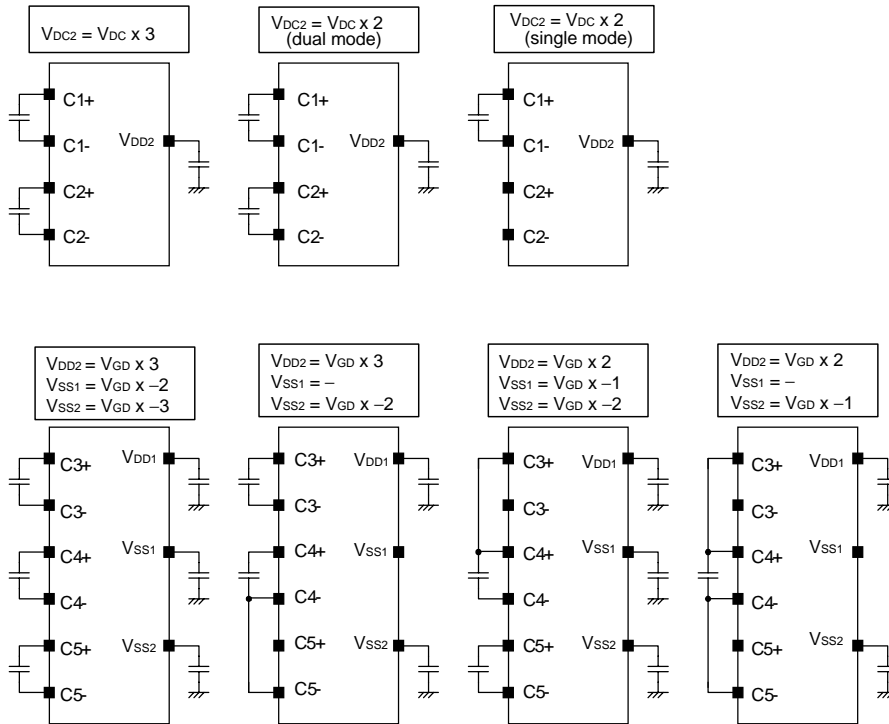 VDC2 = VDC x 3
VDC2 = VDC x 2
(dual mode)
VDC2 = VDC x 2
(single mode)
C1+
C1-
C2+
C2-
VDD2
C1+
C1-
C2+
C2-
VDD2
C1+
C1-
C2+
C2-
VDD2
VDD2 = VGD x 3
VSS1 = VGD x −2
VSS2 = VGD x −3
VDD2 = VGD x 3
VSS1 = −
VSS2 = VGD x −2
VDD2 = VGD x 2
VSS1 = VGD x −1
VSS2 = VGD x −2
VDD2 = VGD x 2
VSS1 = −
VSS2 = VGD x −1
C3+
C3-
C4+
C4-
C5+
C5-
VDD1
VSS1
VSS2
C3+
C3-
C4+
C4-
C5+
C5-
VDD1
VSS1
VSS2
C3+
C3-
C4+
C4-
C5+
C5-
VDD1
VSS1
VSS2
C3+
C3-
C4+
C4-
C5+
C5-
VDD1
VSS1
VSS2